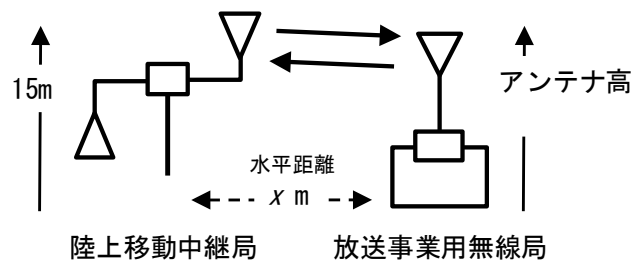 15m
アンテナ高
水平距離
x m
陸上移動中継局
放送事業用無線局